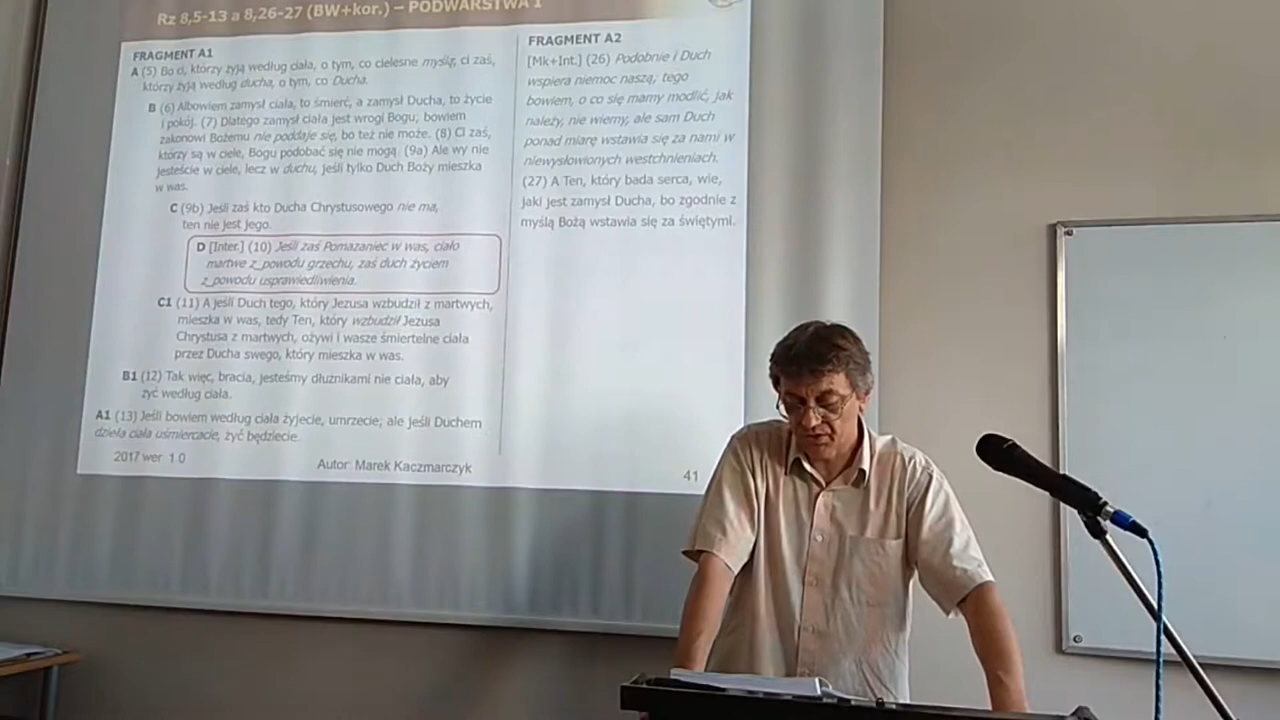 Rz 8,5-13 a 8,26-27 (BW+kor.) – PODWARSTWA 1
FRAGMENT A1
A (5) Bo ci, którzy żyją według ciała, o tym, co cielesne myślą; ci zaś,
którzy żyją według ducha, o tym, co Ducha.
B (6) Albowiem zamysł ciała, to śmierć, a zamysł Ducha, to życie
i pokój. (7) Dlatego zamysł ciała jest wrogi Bogu; bowiem
zakonowi Bożemu nie poddaje się, bo też nie może. (8) Ci zaś,
którzy są w ciele, Bogu podobać się nie mogą. (9a) Ale wy nie
jesteście w ciele, lecz w duchu, jeśli tylko Duch Boży mieszka
w was.
C (9b) Jeśli zaś kto Ducha Chrystusowego nie ma,
ten nie jest jego.
D [Inter.] (10) Jeśli zaś Pomazaniec w was, ciało
martwe z_powodu grzechu, zaś duch życiem
z_powodu usprawiedliwienia.
C1 (11) A jeśli Duch tego, który Jezusa wzbudził z martwych,
mieszka w was, tedy Ten, który wzbudził Jezusa
Chrystusa z martwych, ożywi i wasze śmiertelne ciała
przez Ducha swego, który mieszka w was.
B1 (12) Tak więc, bracia, jesteśmy dłużnikami nie ciała, aby
żyć według ciała.
A1 (13) Jeśli bowiem według ciała żyjecie, umrzecie; ale jeśli Duchem
dzieła ciała uśmiercacie, żyć będziecie.
FRAGMENT A2
[Mk+Int.] (26) Podobnie i Duch
wspiera niemoc naszą; tego
bowiem, o co się mamy modlić, jak
należy, nie wiemy, ale sam Duch
ponad miarę wstawia się za nami w
niewysłowionych westchnieniach.
(27) A Ten, który bada serca, wie,
jaki jest zamysł Ducha, bo zgodnie z
myślą Bożą wstawia się za świętymi.
2017 wer 1.0
Autor: Marek Kaczmarczyk
41